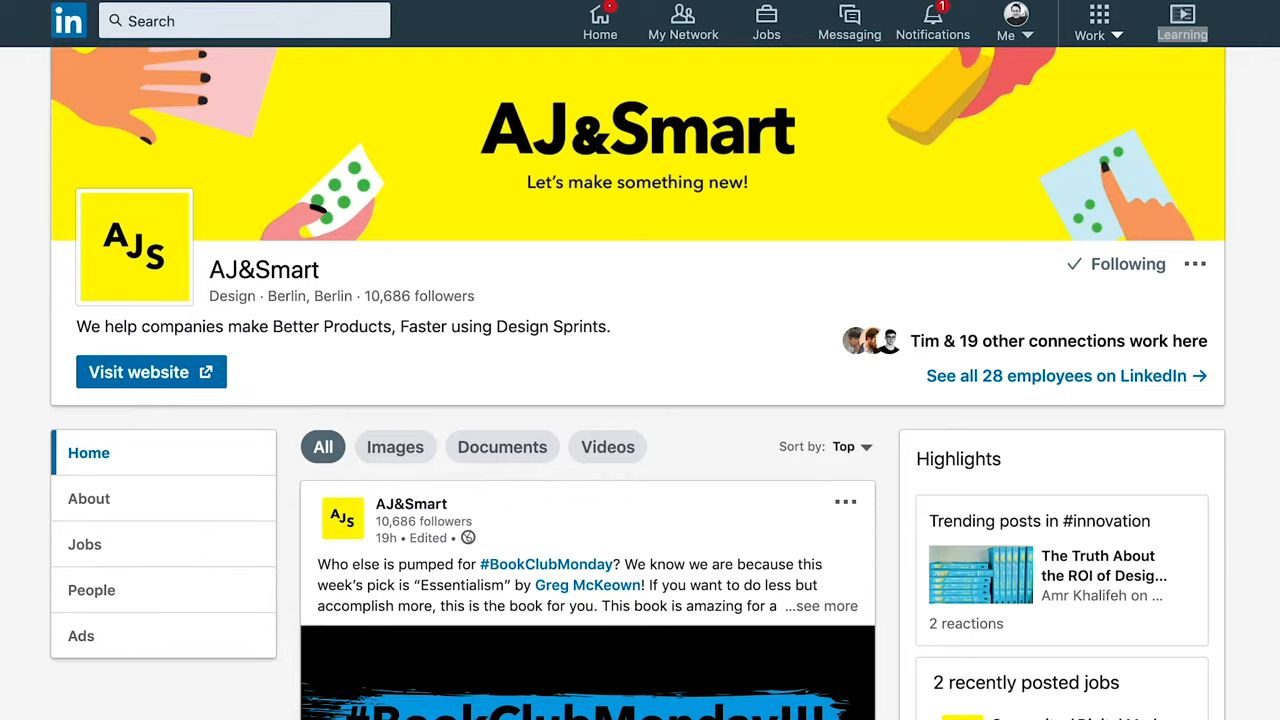 in
Search
Home
My Network
Jobs
Messaging
1
Notifications
Me
Work
Learning
AJ&Smart
Let's make something new!
AJS
AJ&Smart
Following
Design · Berlin, Berlin · 10,686 followers
We help companies make Better Products, Faster using Design Sprints.
Tim & 19 other connections work here
Visit website
See all 28 employees on LinkedIn →
Home
About
Jobs
People
Ads
All
Images
Documents
Videos
Sort by: Top
AJS
AJ&Smart
10,686 followers
19h • Edited •
Who else is pumped for #BookClubMonday? We know we are because this
week's pick is “Essentialism” by Greg McKeown! If you want to do less but
accomplish more, this is the book for you. This book is amazing for a ...see more
#BookClubMonday!!!
Highlights
Trending posts in #innovation
The Truth About
the ROI of Desig...
Amr Khalifeh on ...
2 reactions
2 recently posted jobs